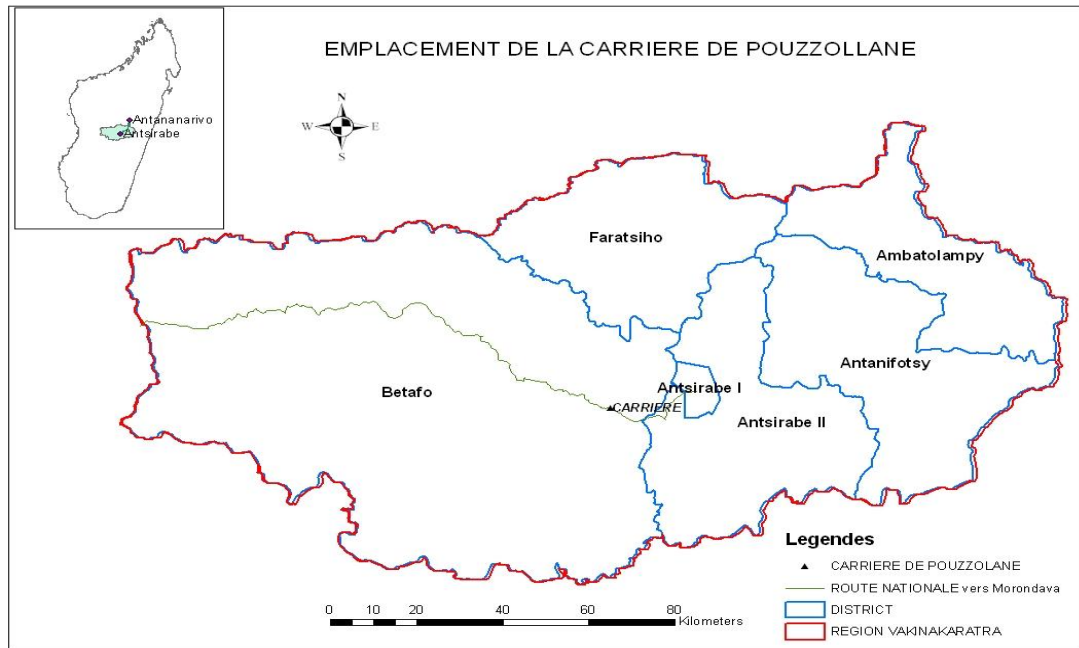 EMPLACEMENT DE LA CARRIERE DE POUZZOLLANE
Antananarivo
Antsirabe
N
W E
S
Faratsiho
Ambatolampy
Antanifotsy
Betafo
Antsirabe I
CARRIERE
Antsirabe II
Legendes
CARRIERE DE POUZZOLANE
ROUTE NATIONALE vers Morondava
DISTRICT
REGION VAKINAKARATRA
0 10 20 40 60 80
Kilometers